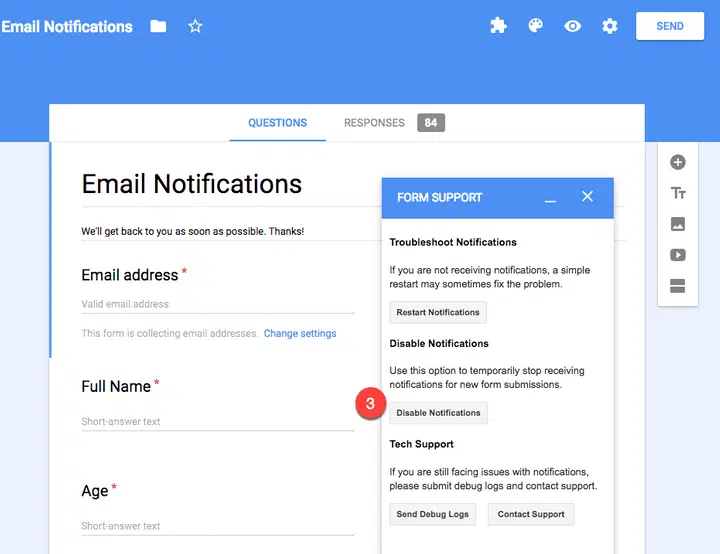 Email Notifications
SEND
QUESTIONS
RESPONSES 84
Email Notifications
We'll get back to you as soon as possible. Thanks!
Email address *
Valid email address
This form is collecting email addresses. Change settings
Full Name *
Short-answer text
Age *
Short-answer text
FORM SUPPORT
Troubleshoot Notifications
If you are not receiving notifications, a simple
restart may sometimes fix the problem.
Restart Notifications
Disable Notifications
Use this option to temporarily stop receiving
notifications for new form submissions.
3
Disable Notifications
Tech Support
If you are still facing issues with notifications,
please submit debug logs and contact support.
Send Debug Logs
Contact Support
Tт